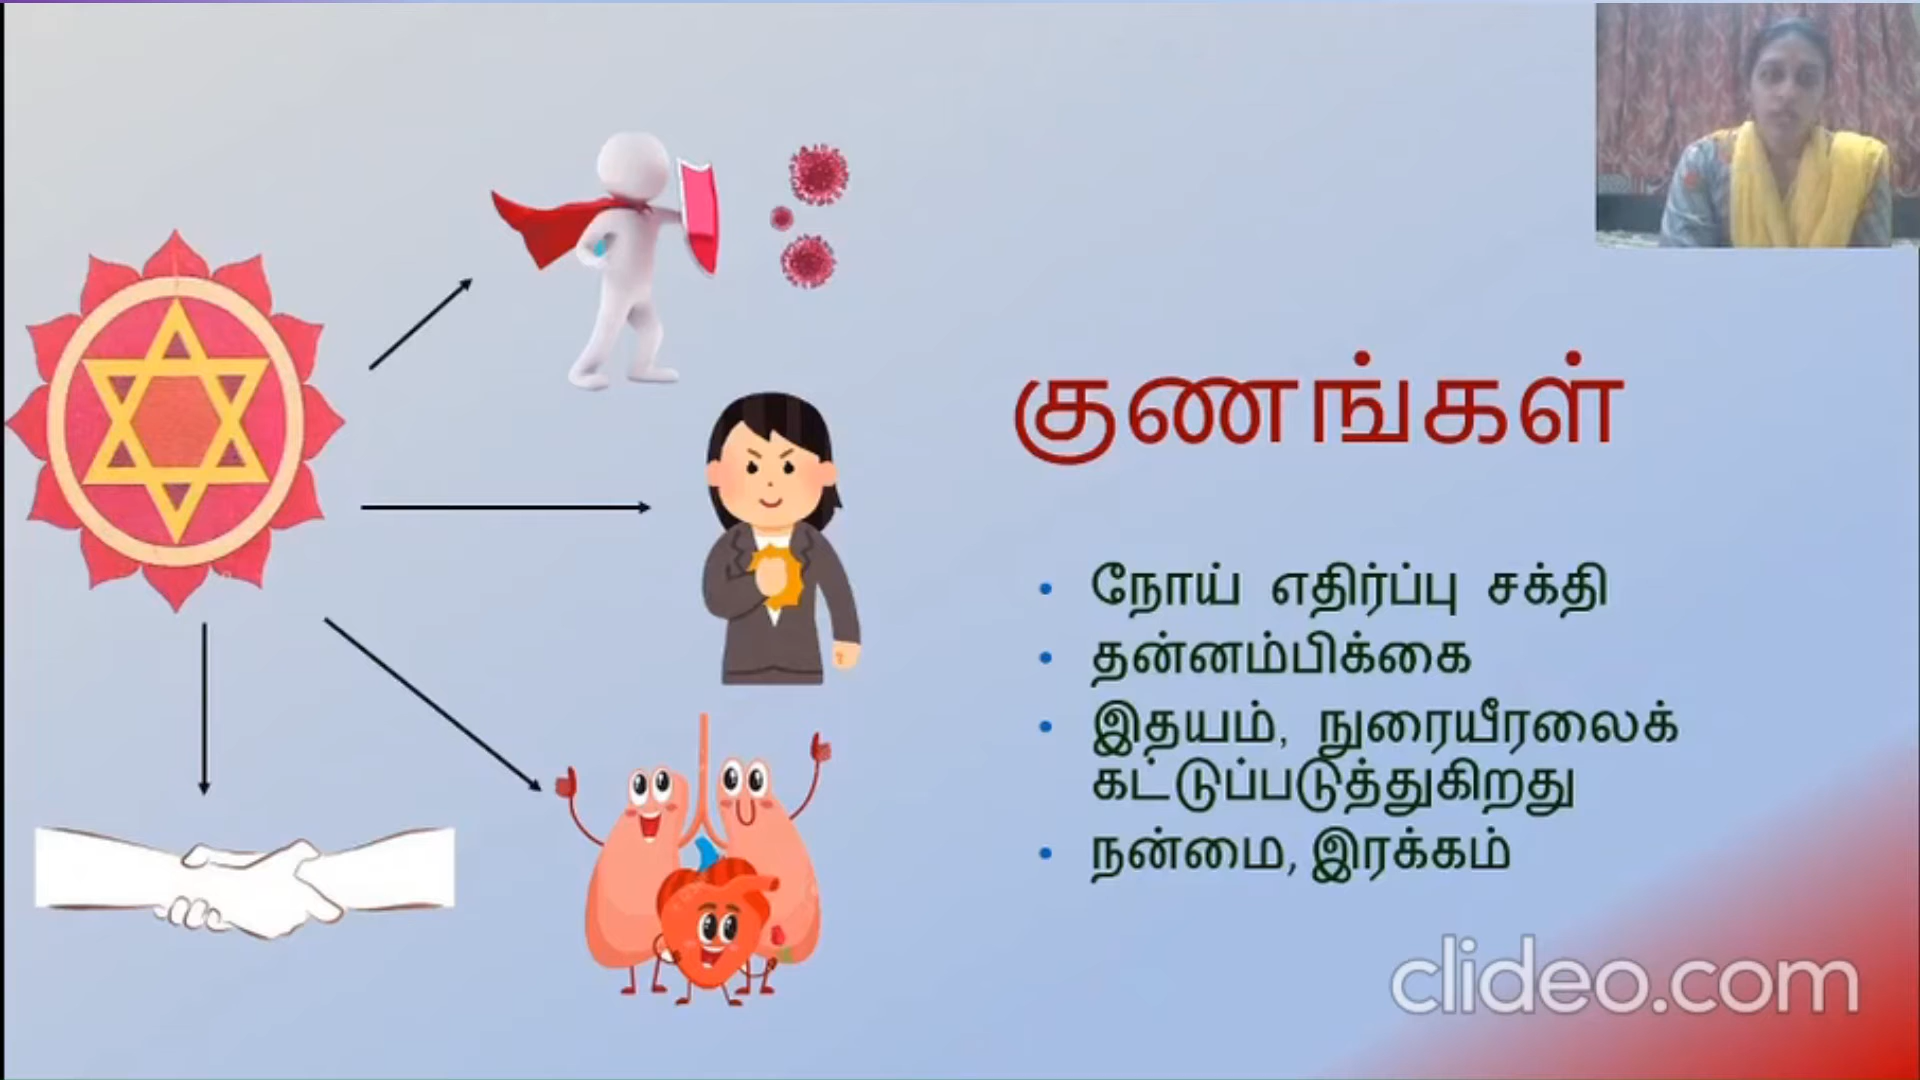 குணங்கள்
• நோய் எதிர்ப்பு சக்தி
• தன்னம்பிக்கை
• இதயம், நுரையீரலைக்
கட்டுப்படுத்துகிறது
• நன்மை, இரக்கம்
clideo.com